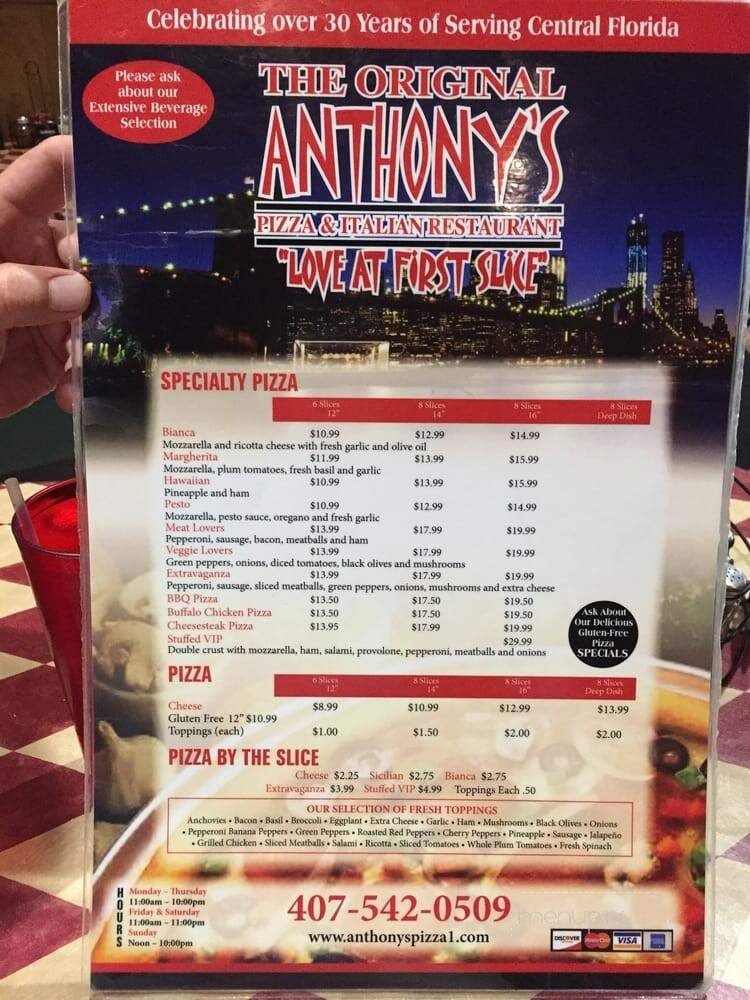 Celebrating over 30 Years of Serving Central Florida
Please ask
about our
Extensive Beverage
Selection
THE ORIGINAL
ANTHONY'S
PIZZA & ITALIAN RESTAURANT
"LOVE AT FIRST SLICE"
SPECIALTY PIZZA
6 Slices 8 Slices 8 Slices 8 Slices
12" 14" 16" Deep Dish
Bianca $10.99 $12.99 $14.99
Mozzarella and ricotta cheese with fresh garlic and olive oil
Margherita $11.99 $13.99 $15.99
Mozzarella, plum tomatoes, fresh basil and garlic
Hawaiian $10.99 $13.99 $15.99
Pineapple and ham
Pesto $10.99 $12.99 $14.99
Mozzarella, pesto sauce, oregano and fresh garlic
Meat Lovers $13.99 $17.99 $19.99
Pepperoni, sausage, bacon, meatballs and ham
Veggie Lovers $13.99 $17.99 $19.99
Green peppers, onions, diced tomatoes, black olives and mushrooms
Extravaganza $13.99 $17.99 $19.99
Pepperoni, sausage, sliced meatballs, green peppers, onions, mushrooms and extra cheese
BBQ Pizza $13.50 $17.50 $19.50
Buffalo Chicken Pizza $13.50 $17.50 $19.50
Cheesesteak Pizza $13.95 $17.99 $19.99
Stuffed VIP $29.99
Double crust with mozzarella, ham, salami, provolone, pepperoni, meatballs and onions
Ask About
Our Delicious
Gluten-Free
Pizza
SPECIALS
PIZZA
6 Slices 8 Slices 8 Slices 8 Slices
12" 14" 16" Deep Dish
Cheese $8.99 $10.99 $12.99 $13.99
Gluten Free 12" $10.99
Toppings (each) $1.00 $1.50 $2.00 $2.00
PIZZA BY THE SLICE
Cheese $2.25 Sicilian $2.75 Bianca $2.75
Extravaganza $3.99 Stuffed VIP $4.99 Toppings Each .50
OUR SELECTION OF FRESH TOPPINGS
Anchovies • Bacon • Basil • Broccoli • Eggplant • Extra Cheese • Garlic • Ham • Mushrooms • Black Olives • Onions
• Pepperoni Banana Peppers • Green Peppers • Roasted Red Peppers • Cherry Peppers • Pineapple • Sausage • Jalapeño
• Grilled Chicken • Sliced Meatballs • Salami • Ricotta • Sliced Tomatoes • Whole Plum Tomatoes • Fresh Spinach
HOURS
Monday – Thursday
11:00am – 10:00pm
Friday & Saturday
11:00am – 11:00pm
Sunday
Noon – 10:00pm
407-542-0509
www.anthonyspizza1.com
DISCOVER MasterCard VISA